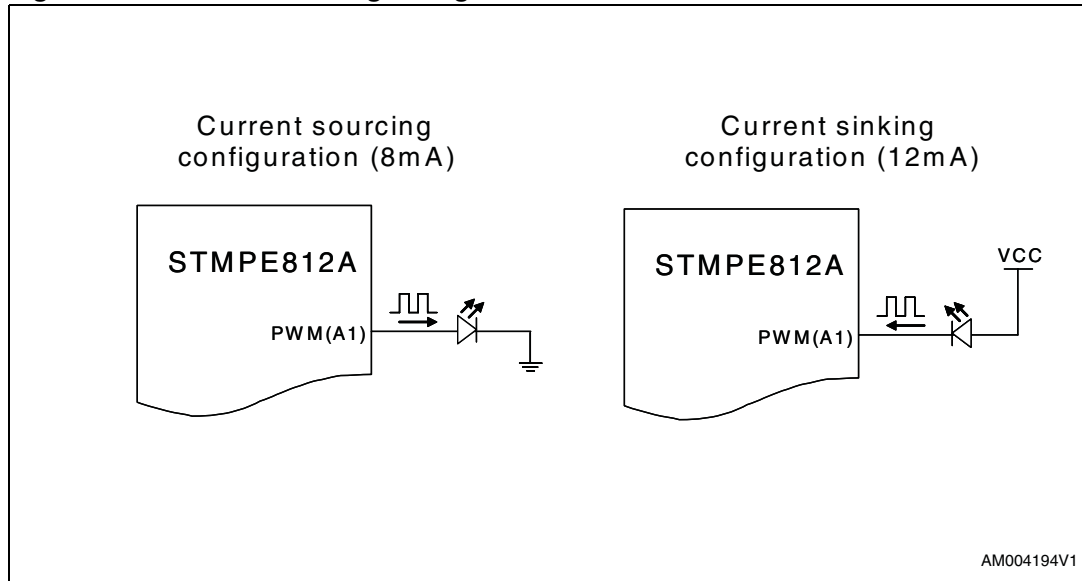 Current sourcing
configuration (8mA)
STMPE812A
PWM(A1)
Current sinking
configuration (12mA)
STMPE812A
PWM(A1)
VCC
AM004194V1